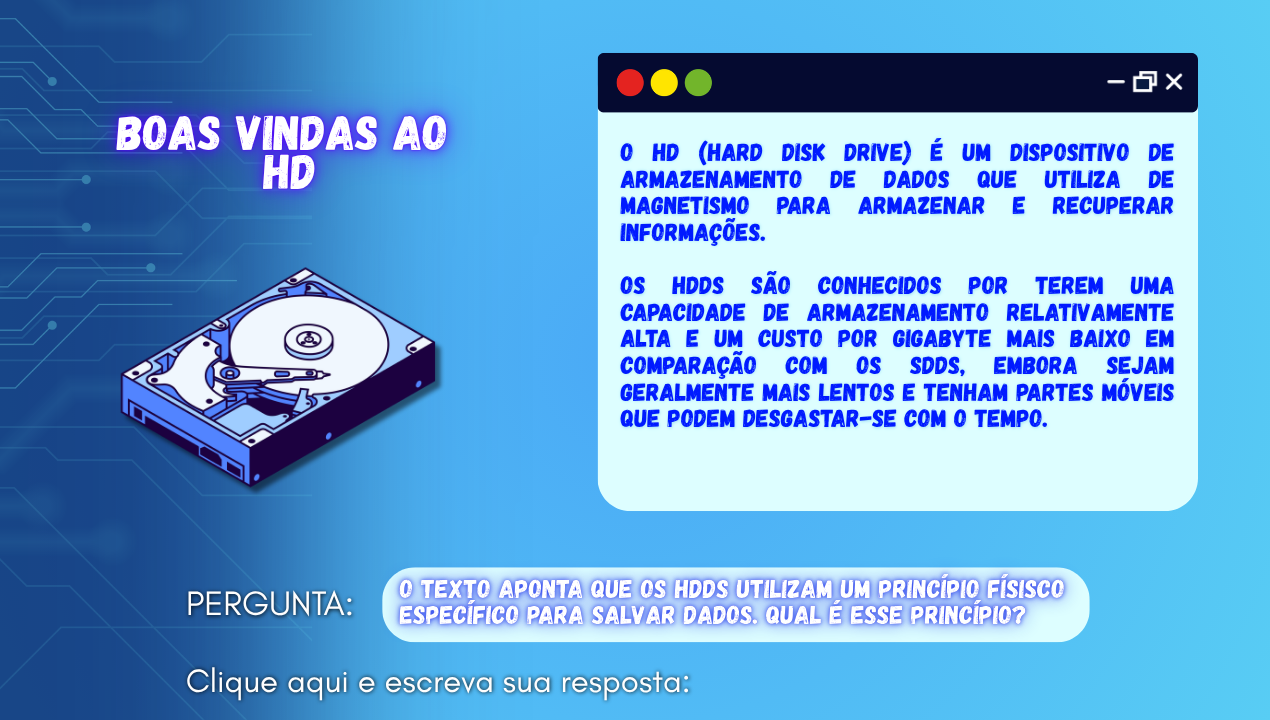 BOAS VINDAS AO
HD
O HD (HARD DISK DRIVE) É UM DISPOSITIVO DE
ARMAZENAMENTO DE DADOS QUE UTILIZA DE
MAGNETISMO PARA ARMAZENAR E RECUPERAR
INFORMAÇÕES.
OS HDDS SÃO CONHECIDOS POR TEREM UMA
CAPACIDADE DE ARMAZENAMENTO RELATIVAMENTE
ALTA E UM CUSTO POR GIGABYTE MAIS BAIXO EM
COMPARAÇÃO COM OS SDDS, EMBORA SEJAM
GERALMENTE MAIS LENTOS E TENHAM PARTES MÓVEIS
QUE PODEM DESGASTAR-SE COM O TEMPO.
PERGUNTA:
O TEXTO APONTA QUE OS HDDS UTILIZAM UM PRINCÍPIO FÍSISCO
ESPECÍFICO PARA SALVAR DADOS. QUAL É ESSE PRINCÍPIO?
Clique aqui e escreva sua resposta: